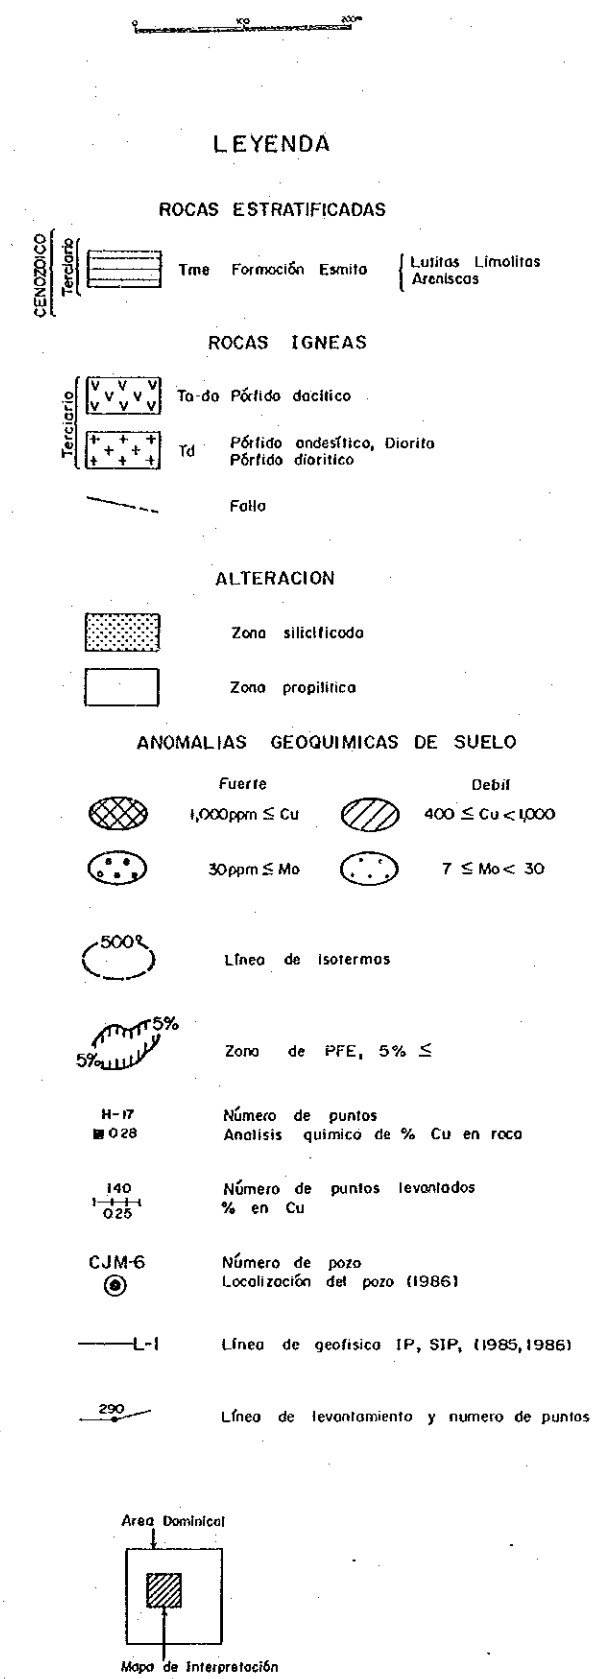 0 100 200m
LEYENDA
ROCAS ESTRATIFICADAS
CENOZOICO
Terciario
Tme Formación Esmita
Lutitas Limolitas
Areniscas
ROCAS IGNEAS
Terciario
Ta-da Pórfido dacítico
Td
Pórfido andesítico, Diorita
Pórfido diorítico
Falla
ALTERACION
Zona silicificada
Zona propilítica
ANOMALIAS GEOQUIMICAS DE SUELO
Fuerte Debil
1,000ppm ≤ Cu 400 ≤ Cu < 1,000
30ppm ≤ Mo 7 ≤ Mo < 30
500
Línea de isotermas
5%
5%
Zona de PFE, 5% ≤
H-17 Número de puntos
0.28 Analisis quimico de % Cu en roca
140 Número de puntos levantados
0.25 % en Cu
CJM-6 Número de pozo
Localización del pozo (1986)
L-1 Línea de geofisica IP, SIP, (1985,1986)
290 Línea de levantamiento y numero de puntos
Area Dominical
Mapa de Interpretación